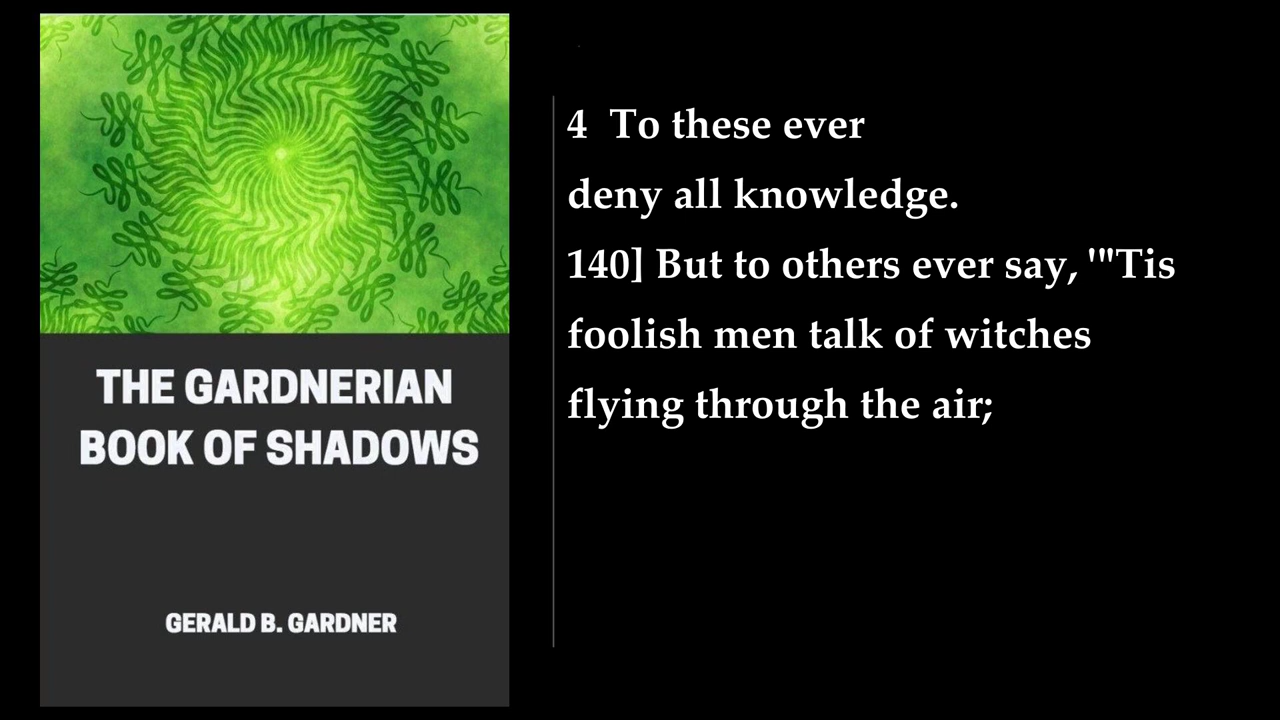 THE GARDNERIAN
BOOK OF SHADOWS
GERALD B. GARDNER
4 To these ever
deny all knowledge.
140] But to others ever say, '"Tis
foolish men talk of witches
flying through the air;